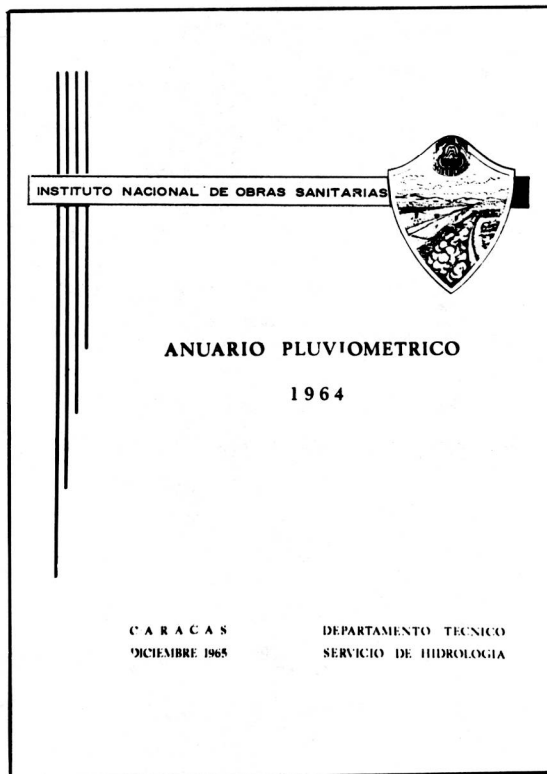 INSTITUTO NACIONAL DE OBRAS SANITARIAS
ANUARIO PLUVIOMETRICO
1964
CARACAS
DICIEMBRE 1965
DEPARTAMENTO TECNICO
SERVICIO DE HIDROLOGIA